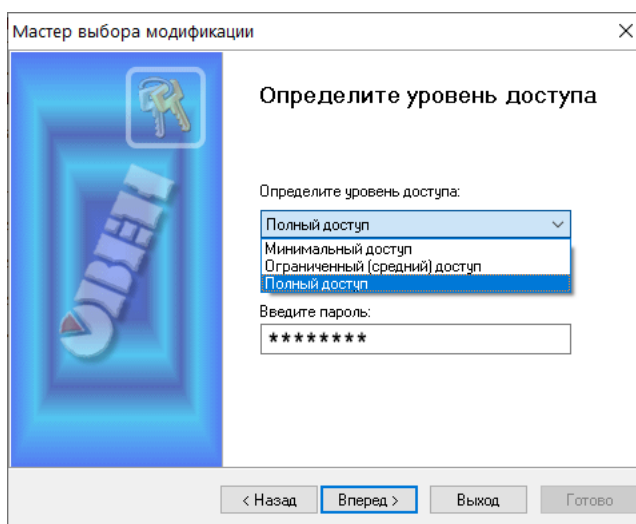 Мастер выбора модификации
Определите уровень доступа
Определите уровень доступа:
Полный доступ
Минимальный доступ
Ограниченный (средний) доступ
Полный доступ
Введите пароль:
********
ОВЕН
< Назад
Вперед >
Выход
Готово